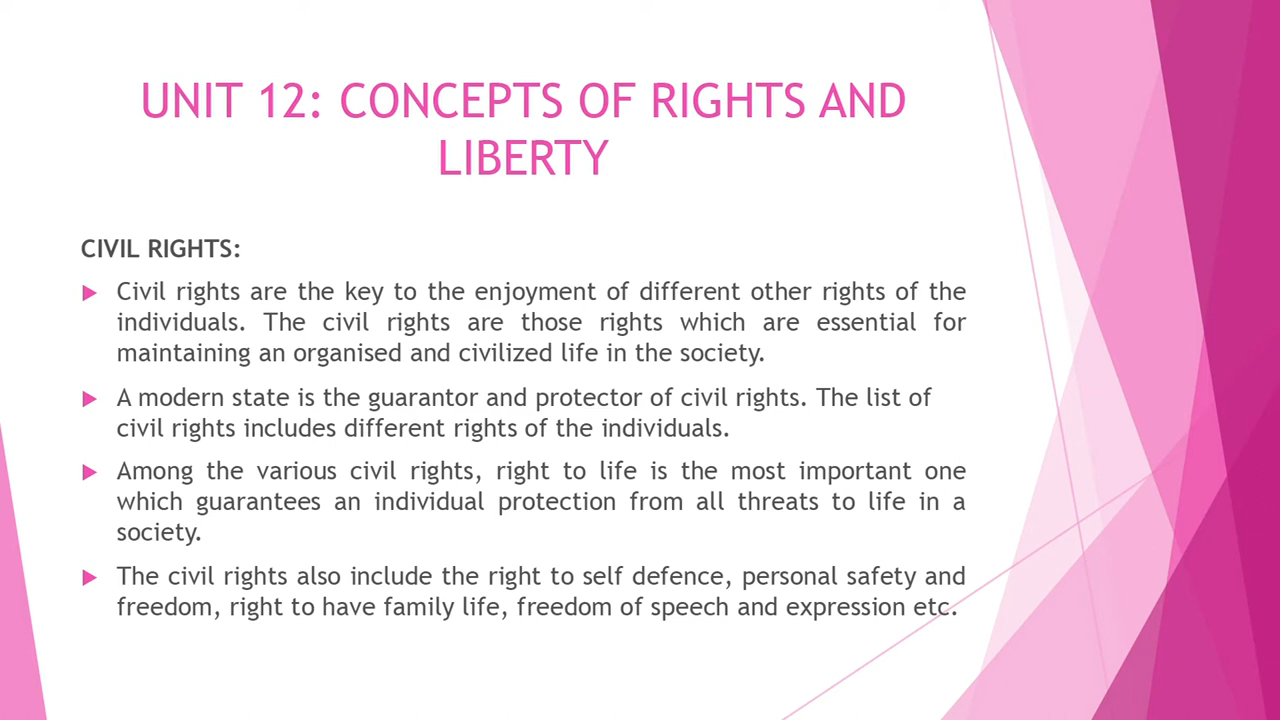 UNIT 12: CONCEPTS OF RIGHTS AND
LIBERTY
CIVIL RIGHTS:
Civil rights are the key to the enjoyment of different other rights of the
individuals. The civil rights are those rights which are essential for
maintaining an organised and civilized life in the society.
A modern state is the guarantor and protector of civil rights. The list of
civil rights includes different rights of the individuals.
Among the various civil rights, right to life is the most important one
which guarantees an individual protection from all threats to life in a
society.
The civil rights also include the right to self defence, personal safety and
freedom, right to have family life, freedom of speech and expression etc.